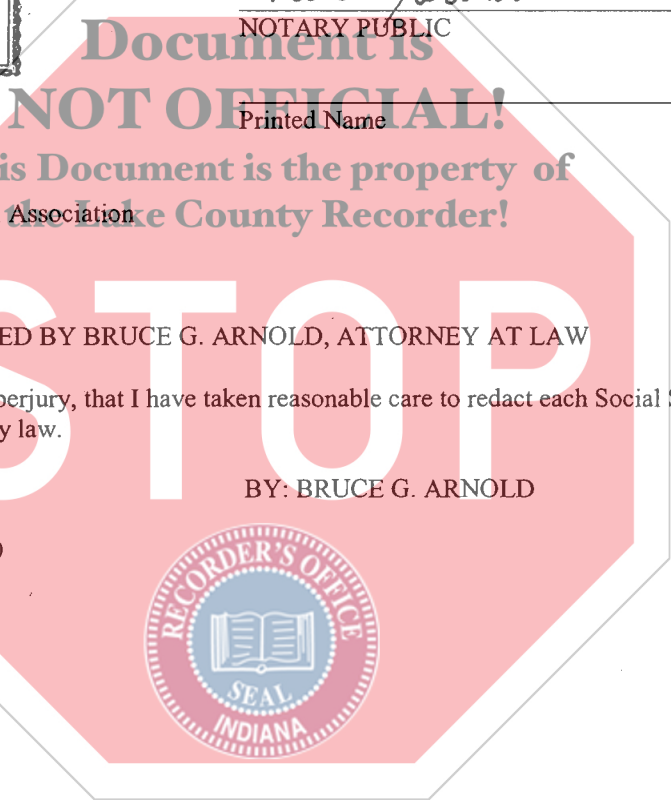 NOTARY PUBLIC
Document is
NOT OFFICIAL!
Printed Name
is Document is the property of
the Lake County Recorder!
Association
STOP
ED BY BRUCE G. ARNOLD, ATTORNEY AT LAW
perjury, that I have taken reasonable care to redact each Social
y law.
BY: BRUCE G. ARNOLD
)
RECORDER'S OFFICE
SEAL
INDIANA